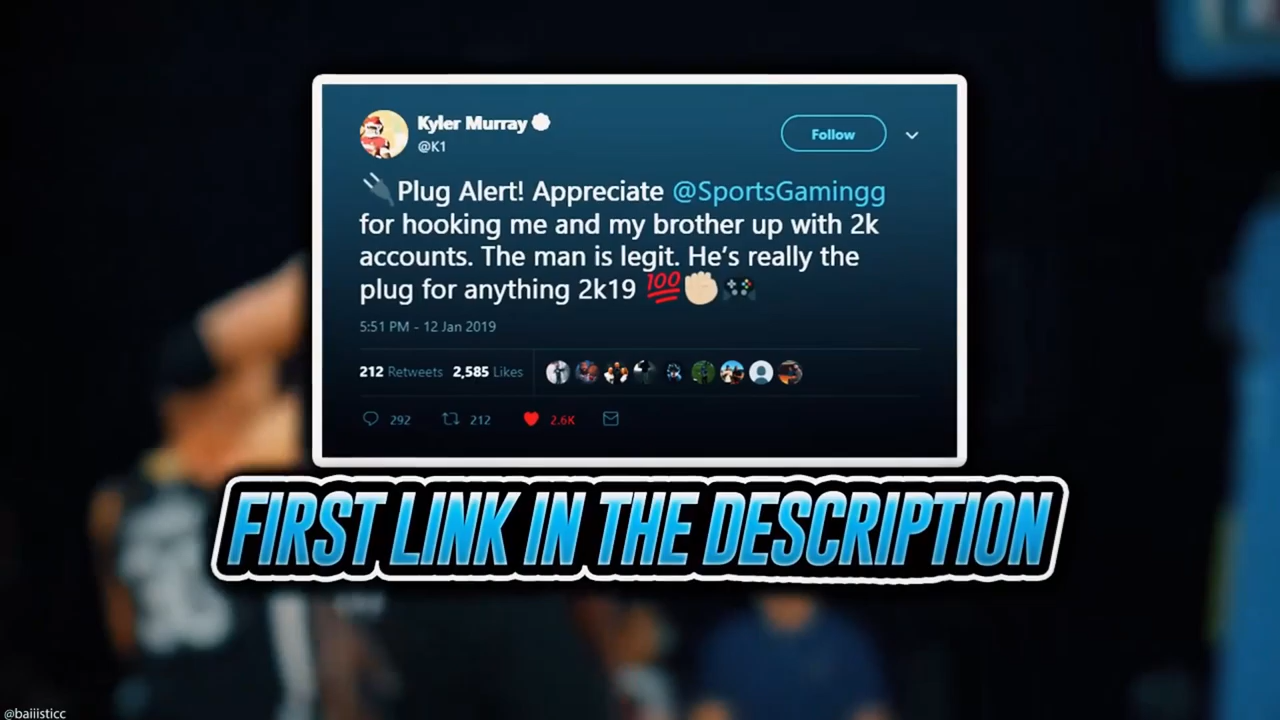 Kyler Murray
@K1
Follow
🔌Plug Alert! Appreciate @SportsGamingg
for hooking me and my brother up with 2k
accounts. The man is legit. He's really the
plug for anything 2k19 💯✊🏼🎮
5:51 PM - 12 Jan 2019
212 Retweets 2,585 Likes
292 212 2.6K
FIRST LINK IN THE DESCRIPTION
@baiiisticc